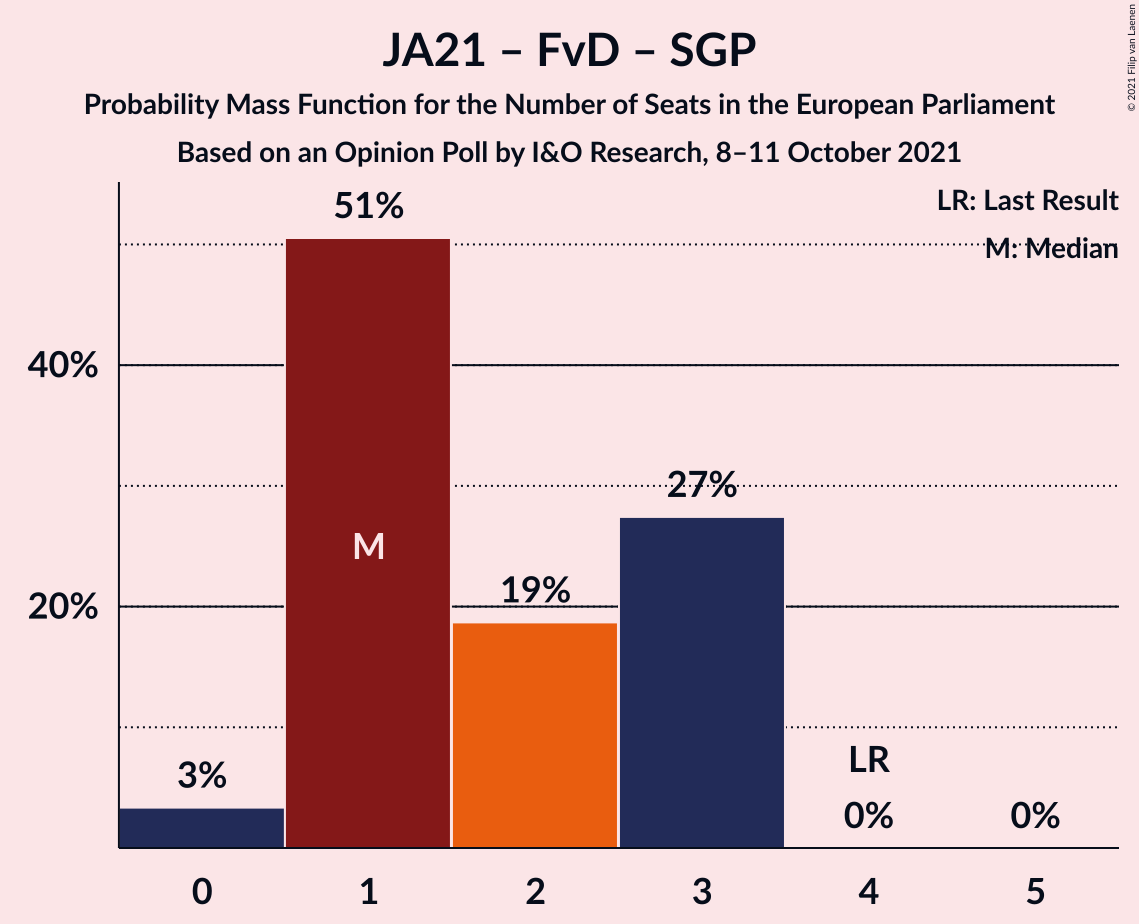 JA21 – FvD – SGP
Probability Mass Function for the Number of Seats in the European Parliament
Based on an Opinion Poll by I&O Research, 8–11 October 2021
© 2021 Filip van Laenen
LR: Last Result
M: Median
51%
40%
27%
M
20%
19%
3%
LR
0%
0%
0
1
2
3
4
5